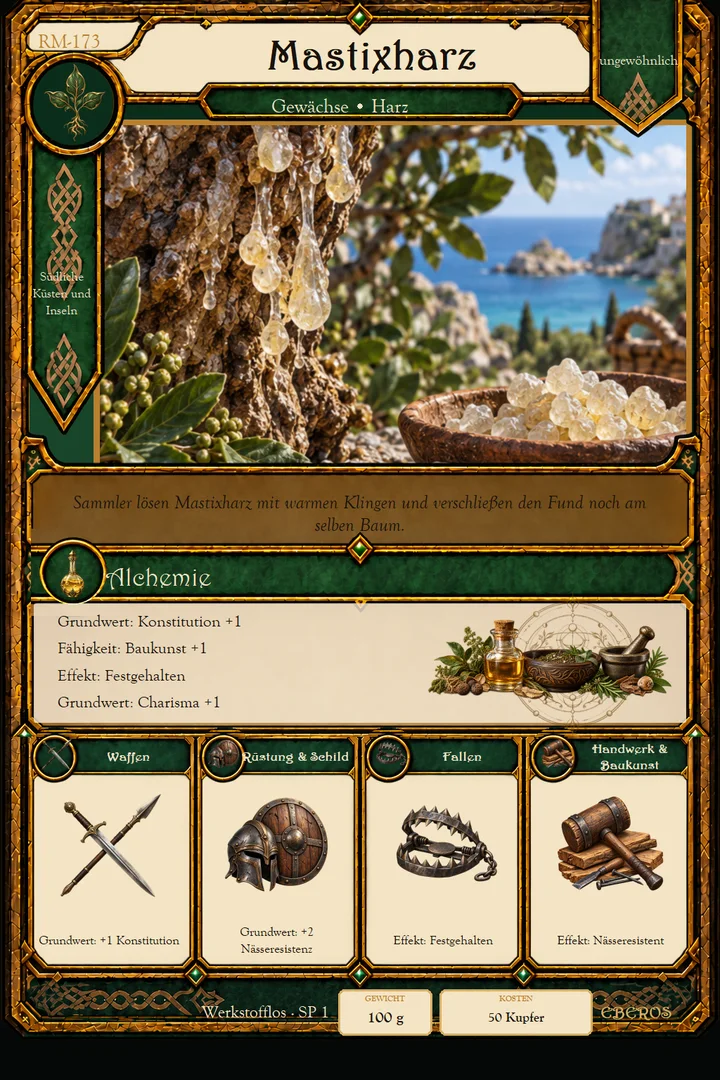 RM-173
Mastixharz
ungewöhnlich
Gewächse • Harz
Südliche
Küsten und
Inseln
Sammler lösen Mastixharz mit warmen Klingen und verschließen den Fund noch am
selben Baum.
Alchemie
Grundwert: Konstitution +1
Fähigkeit: Baukunst +1
Effekt: Festgehalten
Grundwert: Charisma +1
Waffen
Rüstung & Schild
Fallen
Handwerk &
Baukunst
Grundwert: +1 Konstitution
Grundwert: +2
Nässeresistenz
Effekt: Festgehalten
Effekt: Nässeresistent
Werkstofflos · SP 1
GEWICHT
100 g
KOSTEN
50 Kupfer
EBEROS